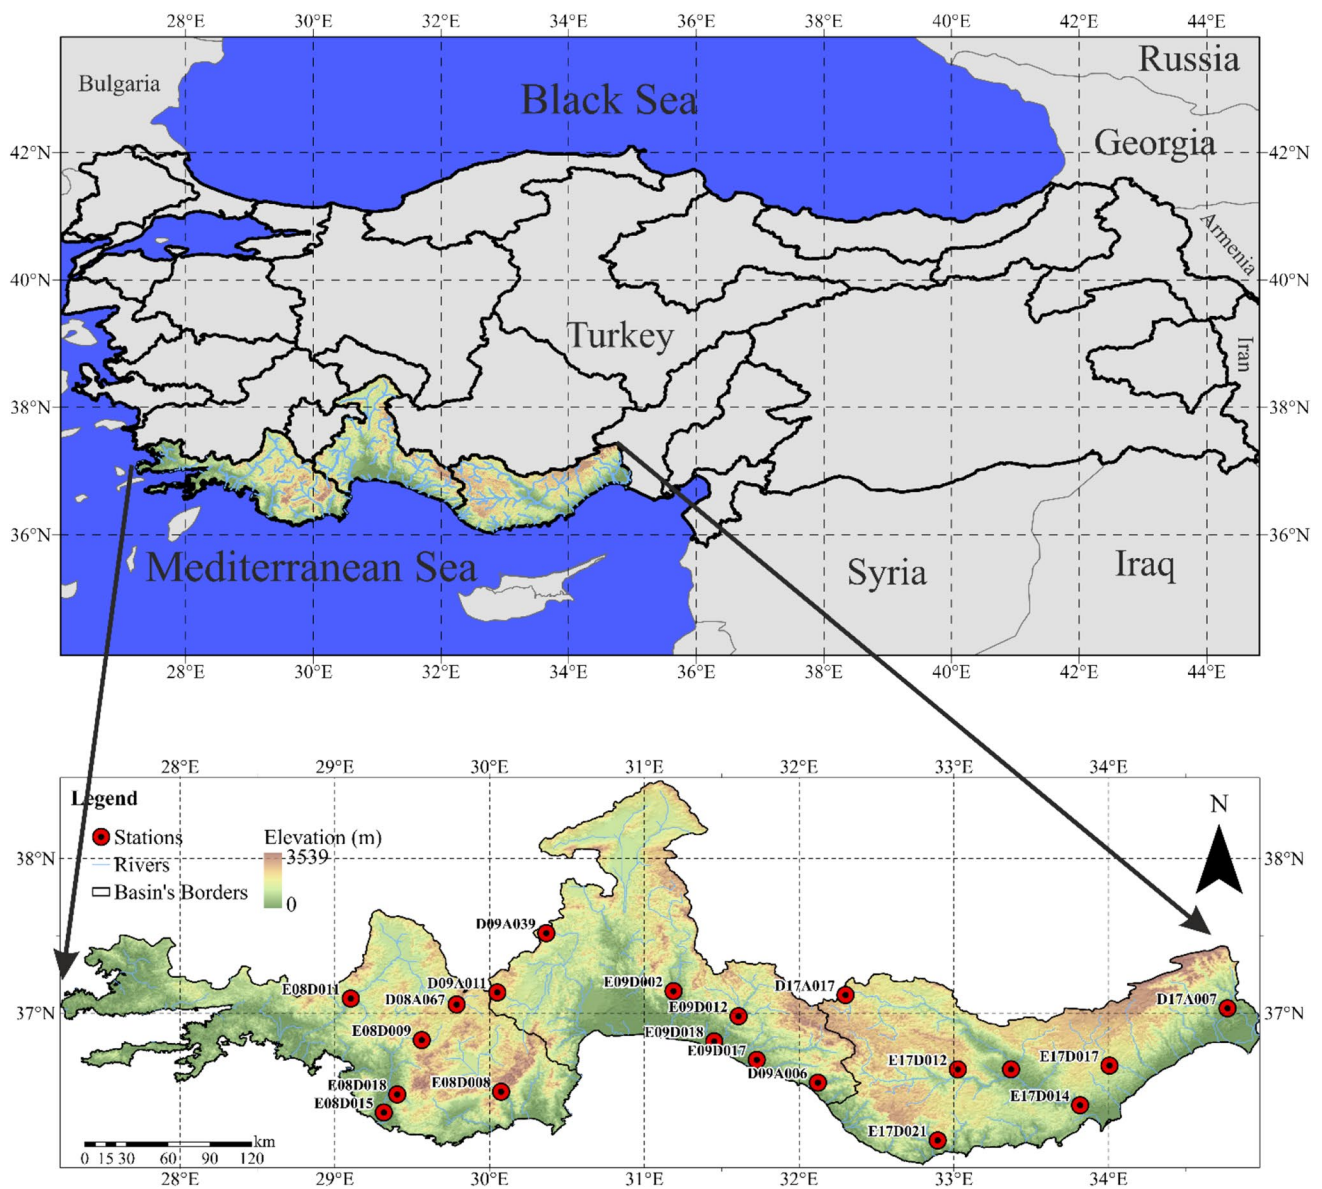 28°E 30°E 32°E 34°E 36°E 38°E 40°E 42°E 44°E
Russia
Bulgaria
Black Sea
Georgia
42°N 42°N
Armenia
40°N 40°N
Turkey
Iran
38°N 38°N
36°N 36°N
Mediterranean Sea
Syria
Iraq
28°E 30°E 32°E 34°E 36°E 38°E 40°E 42°E 44°E
28°E 29°E 30°E 31°E 32°E 33°E 34°E
Legend
N
Stations
Elevation (m)
Rivers
3539
38°N 38°N
Basin's Borders
0
D09A039
E08D011
D09A011
E09D002
D17A017
D08A067
E09D012
D17A007
37°N 37°N
E08D009
E09D018
E09D017
E17D012
E17D017
D09A006
E08D018
E08D008
E17D014
E08D015
E17D021
km
0 15 30 60 90 120
28°E 29°E 30°E 31°E 32°E 33°E 34°E